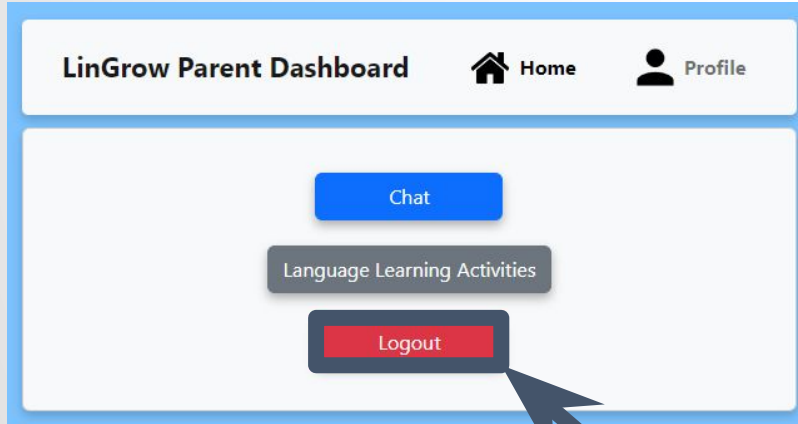 LinGrow Parent Dashboard Home Profile
Chat
Language Learning Activities
Logout